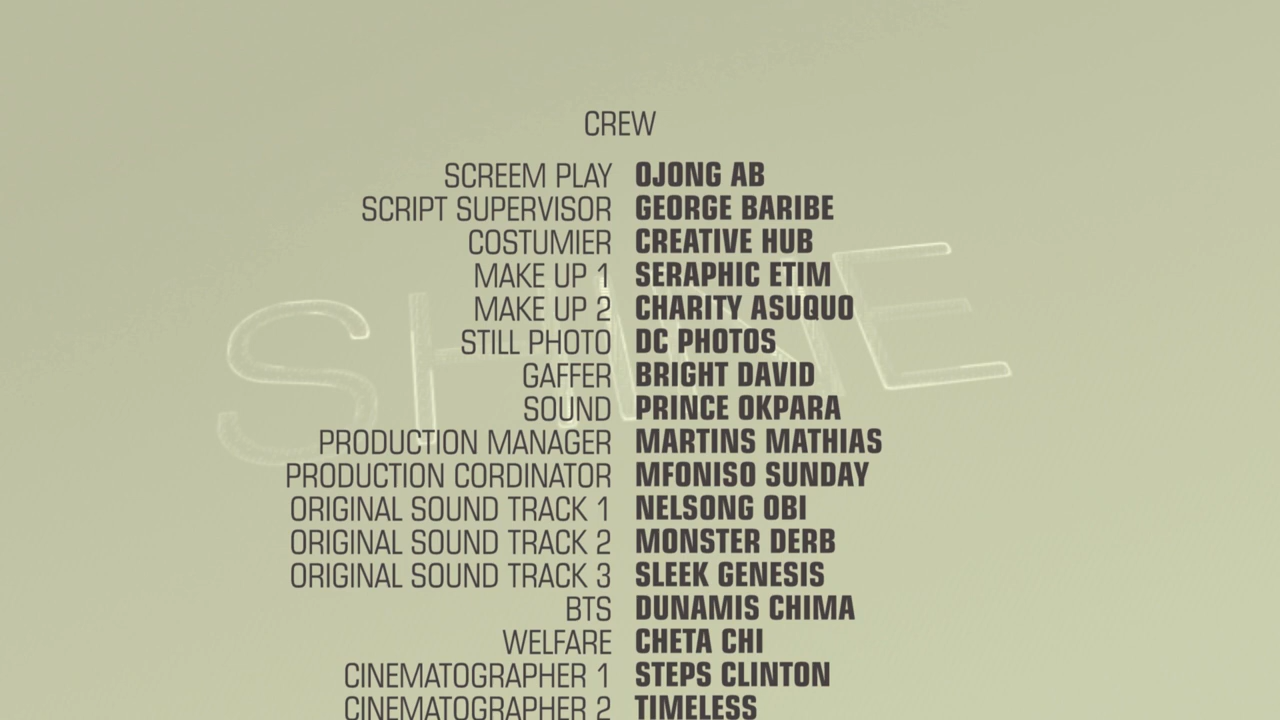 CREW
SCREEM PLAY OJONG AB
SCRIPT SUPERVISOR GEORGE BARIBE
COSTUMIER CREATIVE HUB
MAKE UP 1 SERAPHIC ETIM
MAKE UP 2 CHARITY ASUQUO
STILL PHOTO DC PHOTOS
GAFFER BRIGHT DAVID
SOUND PRINCE OKPARA
PRODUCTION MANAGER MARTINS MATHIAS
PRODUCTION CORDINATOR MFONISO SUNDAY
ORIGINAL SOUND TRACK 1 NELSONG OBI
ORIGINAL SOUND TRACK 2 MONSTER DERB
ORIGINAL SOUND TRACK 3 SLEEK GENESIS
BTS DUNAMIS CHIMA
WELFARE CHETA CHI
CINEMATOGRAPHER 1 STEPS CLINTON
CINEMATOGRAPHER 2 TIMELESS
SHINE